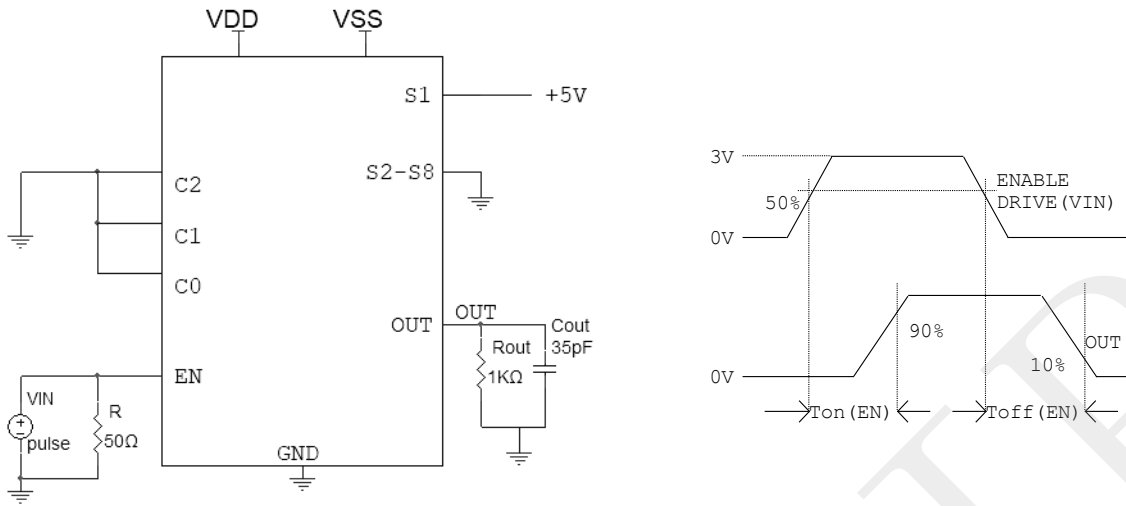 VDD VSS
S1 +5V
S2-S8
C2
C1
C0
OUT OUT
Cout
35pF
Rout
1KΩ
EN
VIN
pulse
R
50Ω
GND
3V
50%
ENABLE
DRIVE(VIN)
0V
90%
OUT
10%
0V
Ton(EN) Toff(EN)